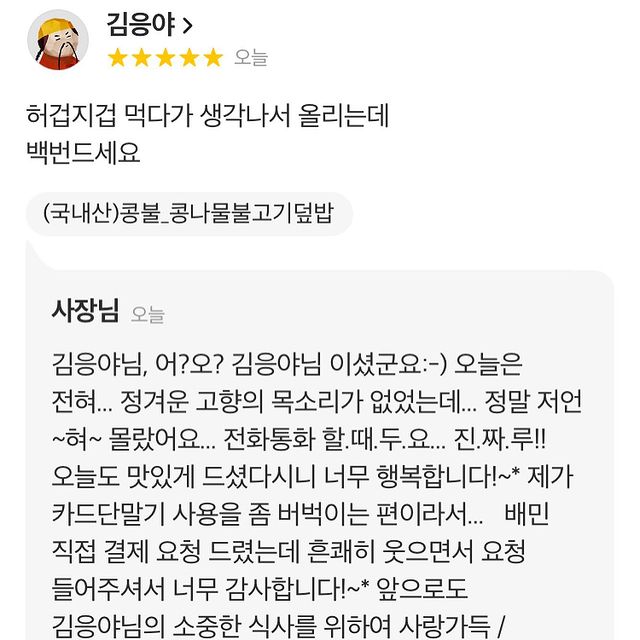 김응야 >
★★★★★ 오늘
허겁지겁 먹다가 생각나서 올리는데
백번드세요
(국내산)콩불_콩나물불고기덮밥
사장님 오늘
김응야님, 어?오? 김응야님 이셨군요:-) 오늘은
전혀... 정겨운 고향의 목소리가 없었는데... 정말 저언
~혀~ 몰랐어요... 전화통화 할.때.두.요... 진.짜.루!!
오늘도 맛있게 드셨다시니 너무 행복합니다!~* 제가
카드단말기 사용을 좀 버벅이는 편이라서... 배민
직접 결제 요청 드렸는데 흔쾌히 웃으면서 요청
들어주셔서 너무 감사합니다!~* 앞으로도
김응야님의 소중한 식사를 위하여 사랑가득 /